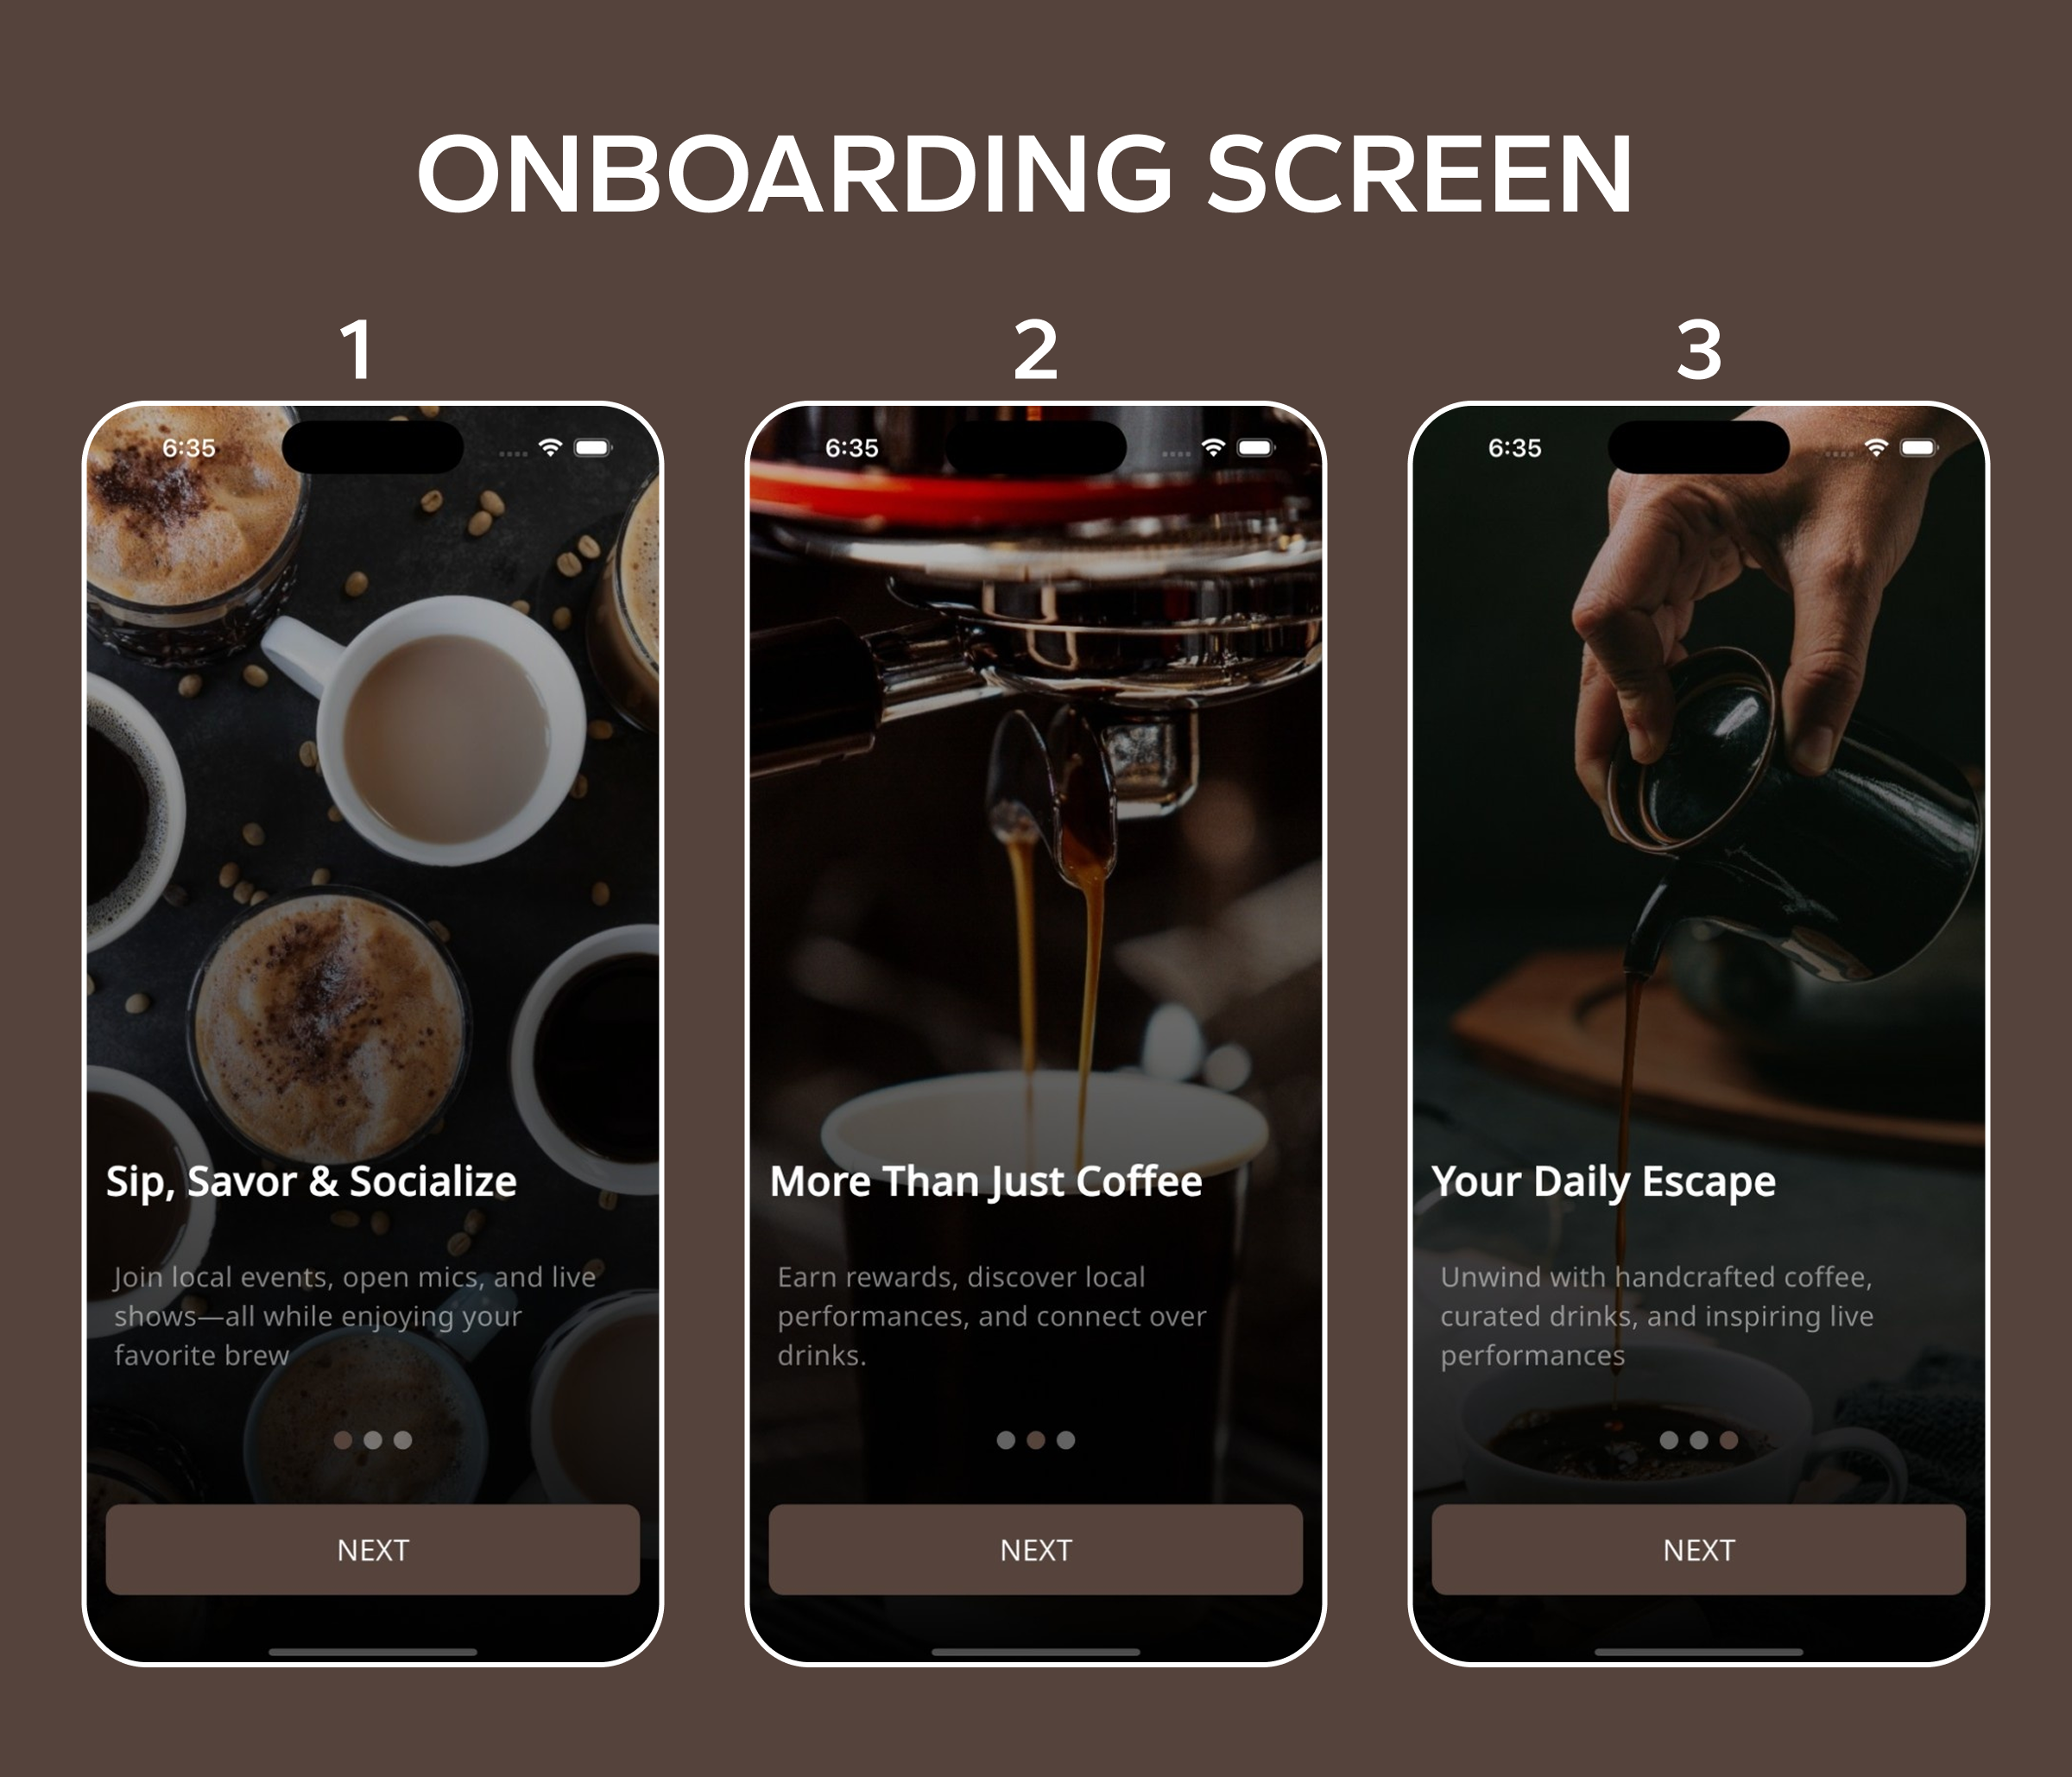 ONBOARDING SCREEN
1
6:35
Sip, Savor & Socialize
Join local events, open mics, and live
shows—all while enjoying your
favorite brew
NEXT
2
6:35
More Than Just Coffee
Earn rewards, discover local
performances, and connect over
drinks.
NEXT
3
6:35
Your Daily Escape
Unwind with handcrafted coffee,
curated drinks, and inspiring live
performances
NEXT